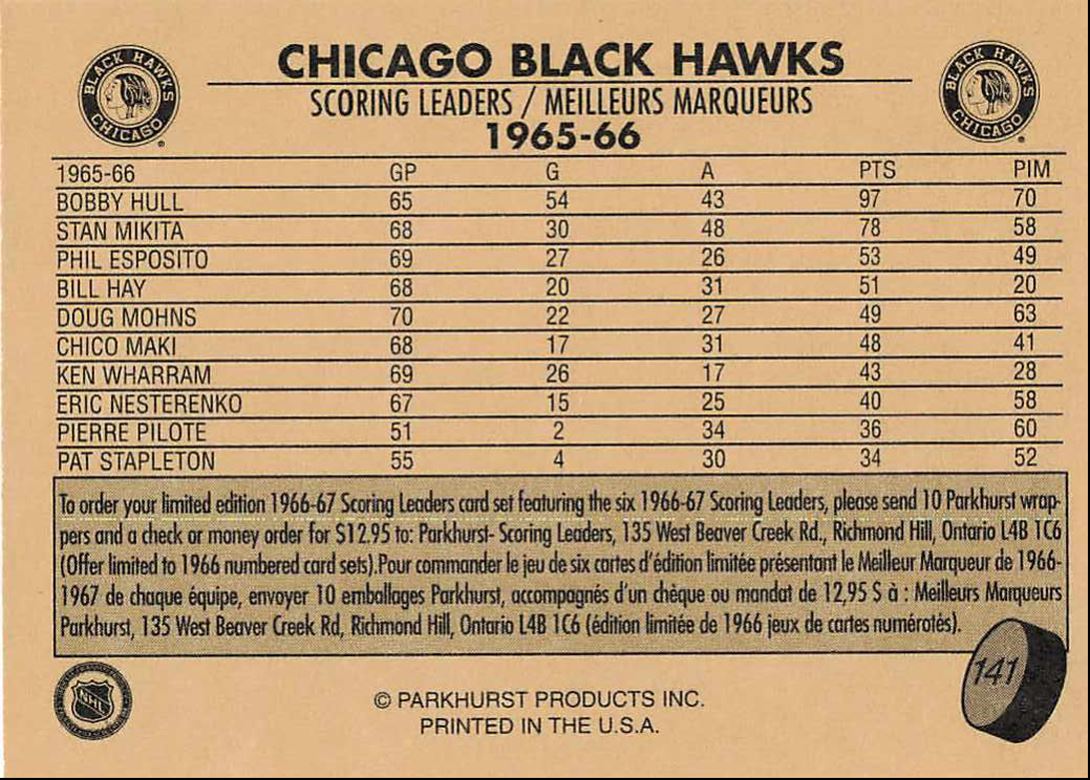 BLACK HAWKS
CHICAGO
CHICAGO BLACK HAWKS
BLACK HAWKS
CHICAGO
SCORING LEADERS / MEILLEURS MARQUEURS
1965-66
1965-66 GP G A PTS PIM
BOBBY HULL 65 54 43 97 70
STAN MIKITA 68 30 48 78 58
PHIL ESPOSITO 69 27 26 53 49
BILL HAY 68 20 31 51 20
DOUG MOHNS 70 22 27 49 63
CHICO MAKI 68 17 31 48 41
KEN WHARRAM 69 26 17 43 28
ERIC NESTERENKO 67 15 25 40 58
PIERRE PILOTE 51 2 34 36 60
PAT STAPLETON 55 4 30 34 52
To order your limited edition 1966-67 Scoring Leaders card set featuring the six 1966-67 Scoring Leaders, please send 10 Parkhurst wrap-
pers and a check or money order for $12.95 to: Parkhurst- Scoring Leaders, 135 West Beaver Creek Rd., Richmond Hill, Ontario L4B 1C6
(Offer limited to 1966 numbered card sets).Pour commander le jeu de six cartes d'édition limitée présentant le Meilleur Marqueur de 1966-
1967 de chaque équipe, envoyer 10 emballages Parkhurst, accompagnés d'un chèque ou mandat de 12,95 $ à : Meilleurs Marqueurs
Parkhurst, 135 West Beaver Creek Rd, Richmond Hill, Ontario L4B 1C6 (édition limitée de 1966 jeux de cartes numérotés).
141
NHL
© PARKHURST PRODUCTS INC.
PRINTED IN THE U.S.A.